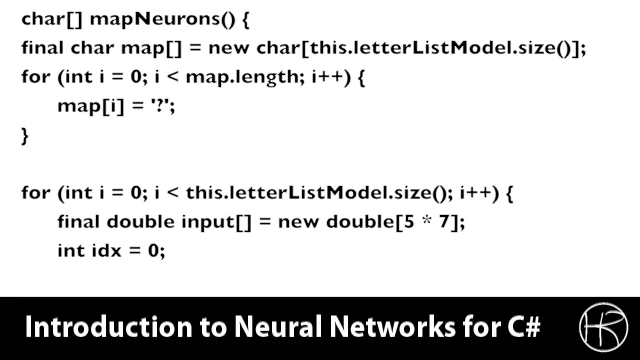 char[] mapNeurons() {
final char map[] = new char[this.letterListModel.size()];
for (int i = 0; i < map.length; i++) {
map[i] = '?';
}
for (int i = 0; i < this.letterListModel.size(); i++) {
final double input[] = new double[5 * 7];
int idx = 0;
Introduction to Neural Networks for C#